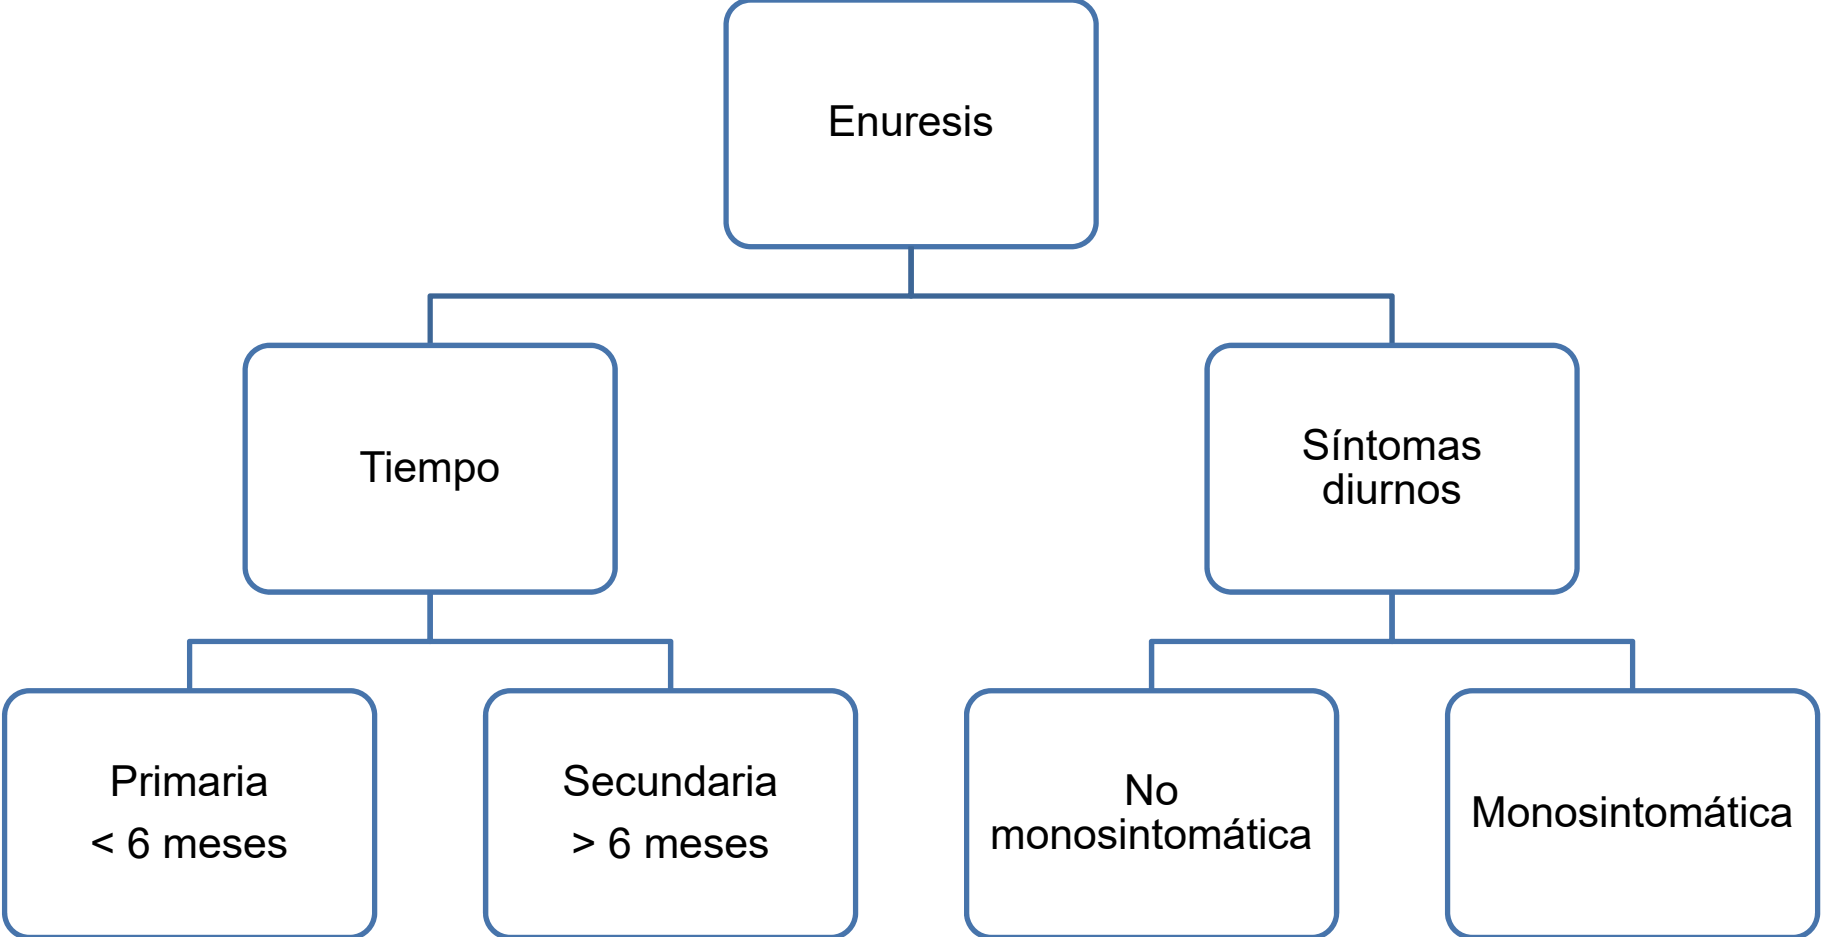 Enuresis
Tiempo
Síntomas
diurnos
Primaria
< 6 meses
Secundaria
> 6 meses
No
monosintomática
Monosintomática